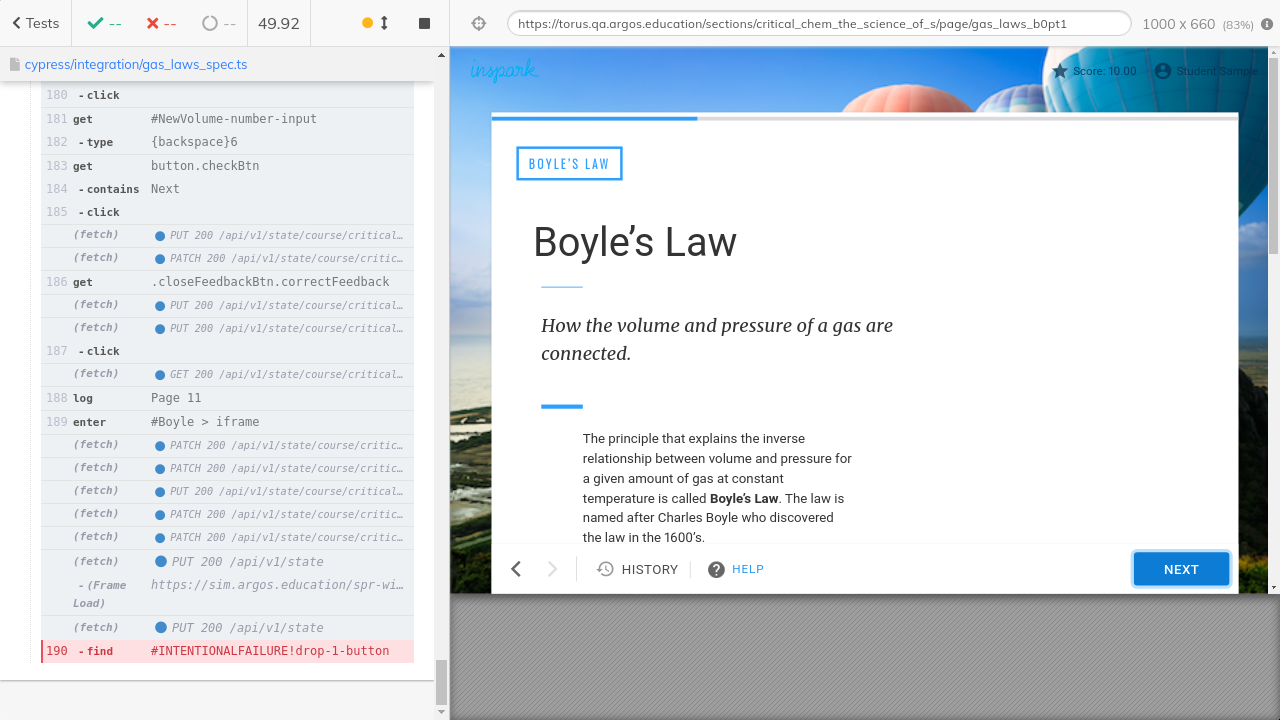 Tests -- -- -- 49.92
https://torus.qa.argos.education/sections/critical_chem_the_science_of_s/page/gas_laws_b0pt1 1000 x 660 (83%)
cypress/integration/gas_laws_spec.ts
180 - click
181 get #NewVolume-number-input
182 - type {backspace}6
183 get button.checkBtn
184 - contains Next
185 - click
(fetch) PUT 200 /api/v1/state/course/critical…
(fetch) PATCH 200 /api/v1/state/course/critic…
186 get .closeFeedbackBtn.correctFeedback
(fetch) PUT 200 /api/v1/state/course/critical…
(fetch) PUT 200 /api/v1/state/course/critical…
187 - click
(fetch) GET 200 /api/v1/state/course/critical…
188 log Page 11
189 enter #Boyle > iframe
(fetch) PATCH 200 /api/v1/state/course/critic…
(fetch) PATCH 200 /api/v1/state/course/critic…
(fetch) PUT 200 /api/v1/state/course/critical…
(fetch) PATCH 200 /api/v1/state/course/critic…
(fetch) PATCH 200 /api/v1/state/course/critic…
(fetch) PUT 200 /api/v1/state
- (Frame Load) https://sim.argos.education/spr-wi…
(fetch) PUT 200 /api/v1/state
190 - find #INTENTIONALFAILURE!drop-1-button
inspark
Score: 10.00 Student Sample
BOYLE'S LAW
Boyle’s Law
How the volume and pressure of a gas are
connected.
The principle that explains the inverse
relationship between volume and pressure for
a given amount of gas at constant
temperature is called Boyle’s Law. The law is
named after Charles Boyle who discovered
the law in the 1600’s.
HISTORY HELP NEXT